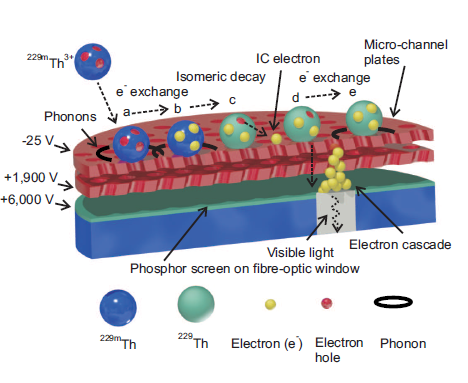 229mTh3+
Micro-channel
plates
IC electron
Isomeric decay
e- exchange
e- exchange
Phonons
a
b
c
d
e
-25 V
+1,900 V
+6,000 V
Visible light
Electron cascade
Phosphor screen on fibre-optic window
229mTh
229Th
Electron (e-)
Electron
hole
Phonon